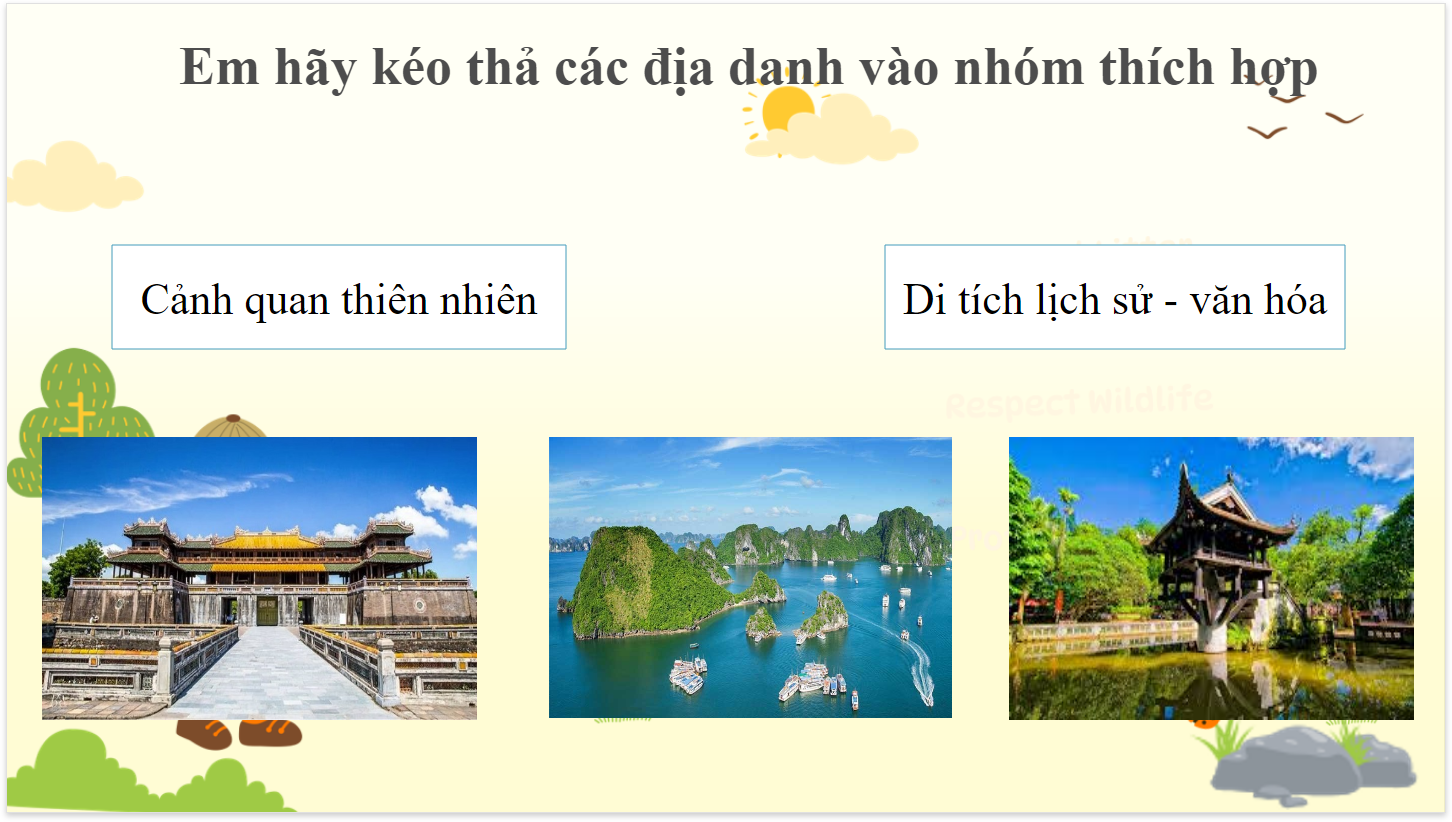 Em hãy kéo thả các địa danh vào nhóm thích hợp
Cảnh quan thiên nhiên
Di tích lịch sử - văn hóa
Respect Wildlife